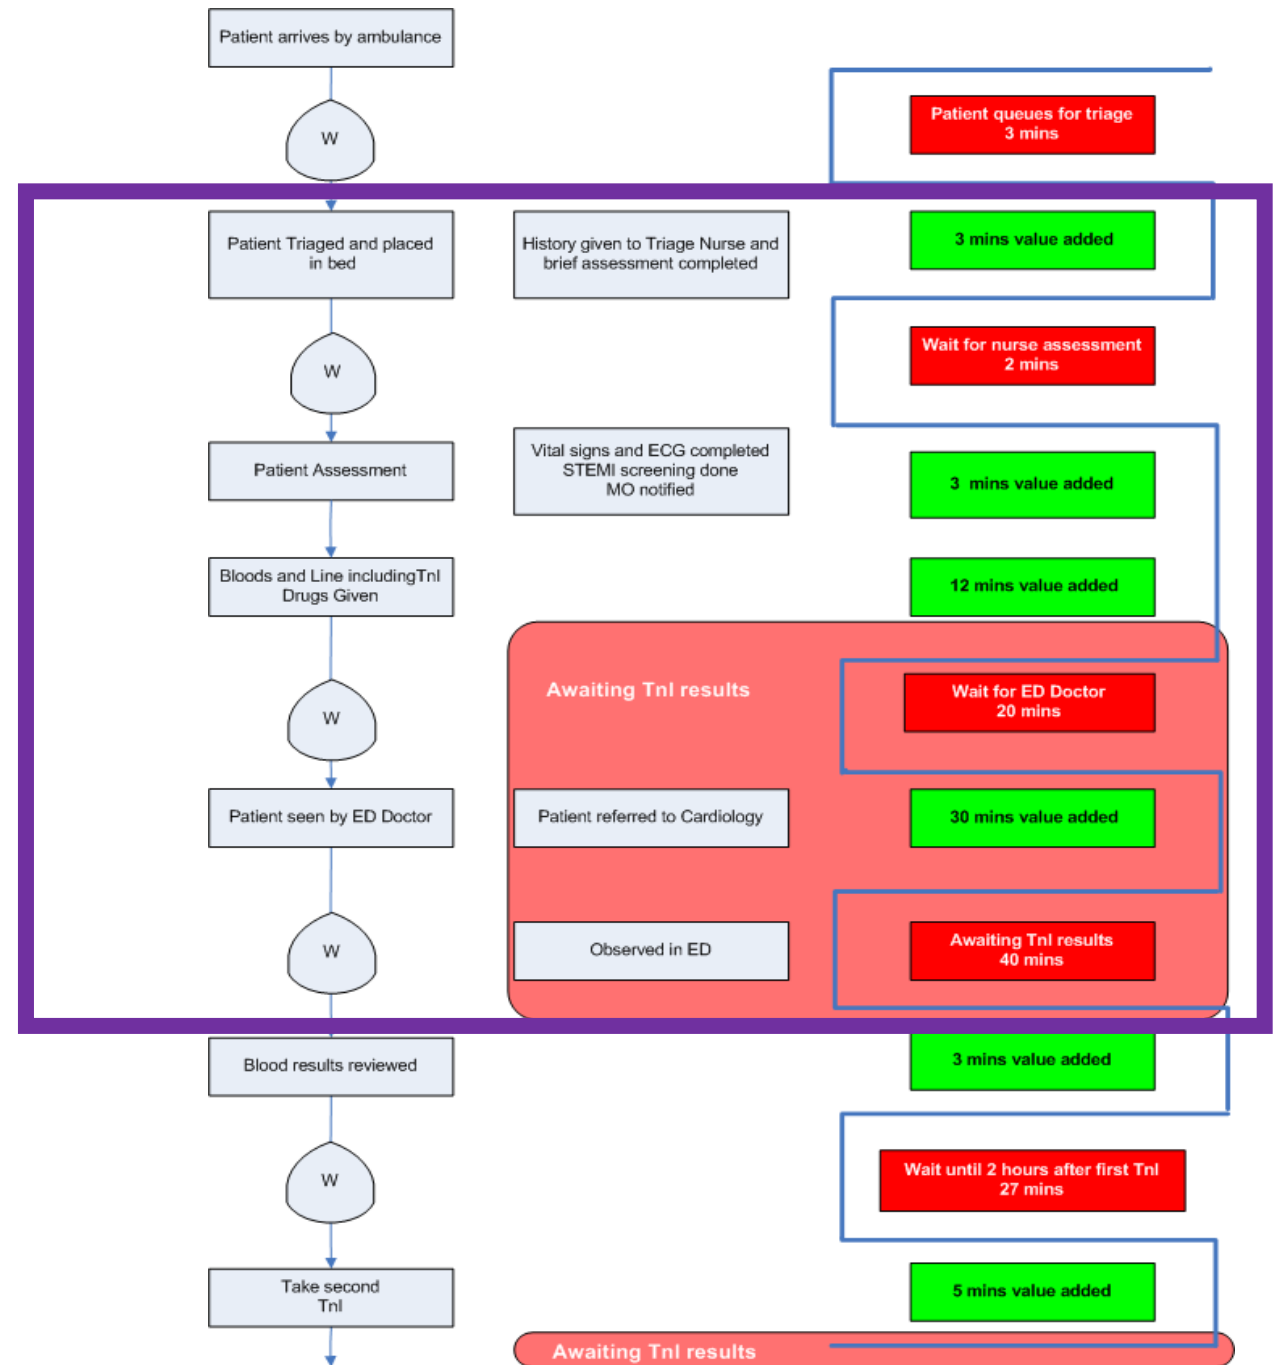 Patient arrives by ambulance
W
Patient queues for triage
3 mins
Patient Triaged and placed
in bed
History given to Triage Nurse and
brief assessment completed
3 mins value added
W
Wait for nurse assessment
2 mins
Patient Assessment
Vital signs and ECG completed
STEMI screening done
MO notified
3 mins value added
Bloods and Line includingTnI
Drugs Given
12 mins value added
Awaiting TnI results
W
Wait for ED Doctor
20 mins
Patient seen by ED Doctor
Patient referred to Cardiology
30 mins value added
W
Observed in ED
Awaiting TnI results
40 mins
Blood results reviewed
3 mins value added
W
Wait until 2 hours after first TnI
27 mins
Take second
TnI
5 mins value added
Awaiting TnI results